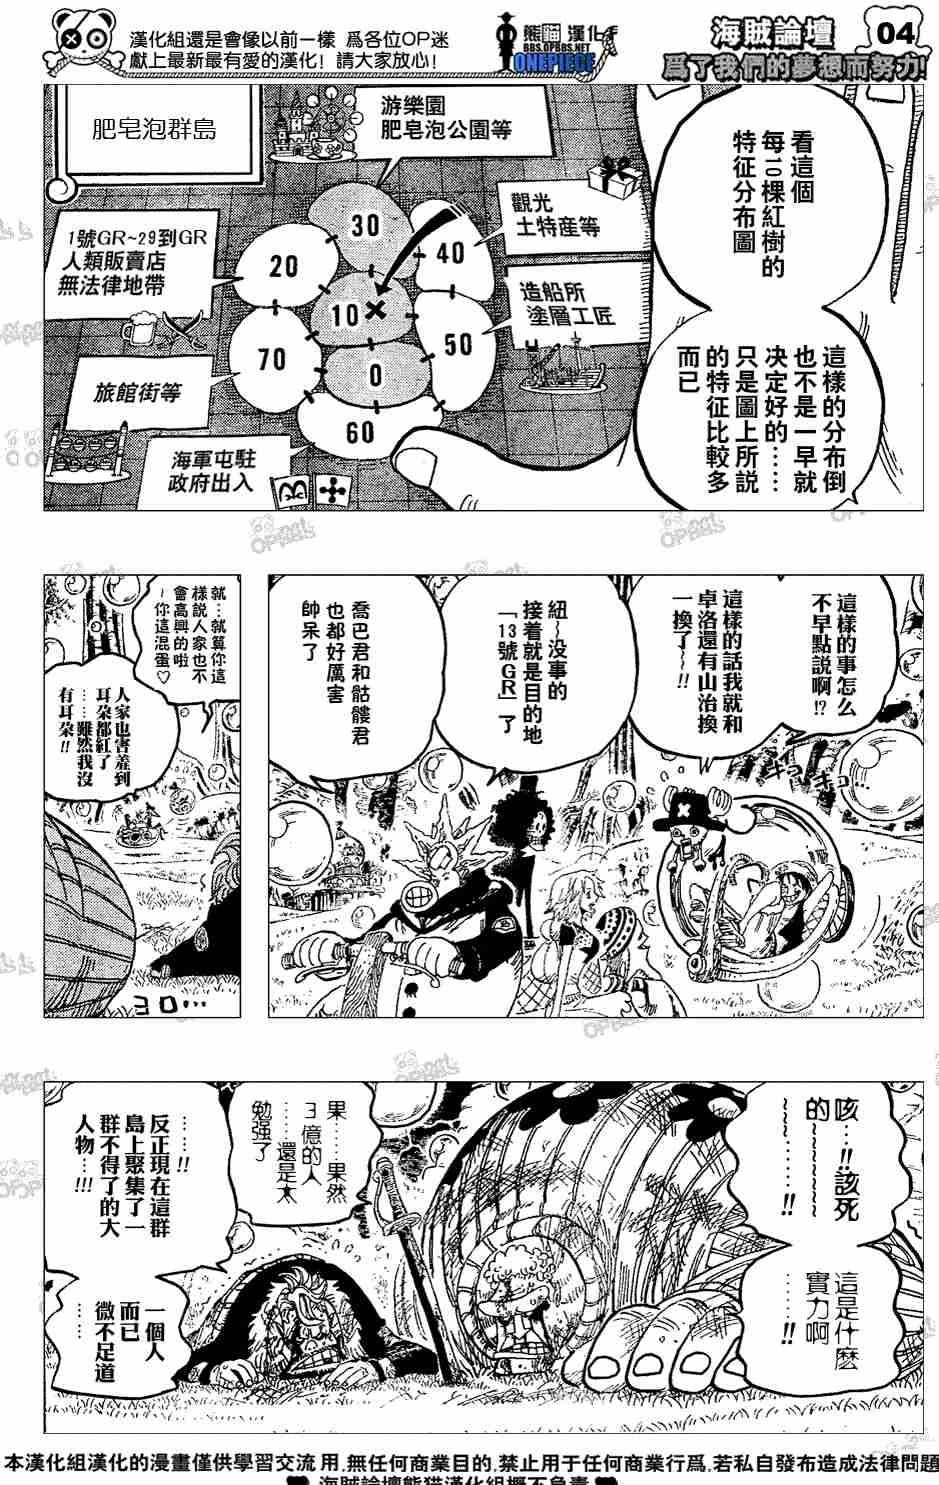 漢化組還是會像以前一樣 爲各位OP迷
獻上最新最有愛的漢化！請大家放心！
熊貓 漢化
BBS.OPBBS.NET
ONEPIECE
海賊論壇
04
爲了我們的夢想而努力!
看這個
每10棵紅樹的
特征分布圖
這樣的分布倒
也不是一早就
决定好的……
只是圖上所説
的特征比較多
而已
肥皂泡群島
游樂園
肥皂泡公園等
觀光
土特産等
造船所
塗層工匠
1號GR~29到GR
人類販賣店
無法律地帶
旅館街等
海軍屯駐
政府出入
30
40
20
10
50
70
0
60
這樣的事怎么
不早點説啊!?
這樣的話我就和
卓洛還有山治換
一換了~!!
紐~没事的
接着就是目的地
「13號GR」了
喬巴君和骷髏君
也都好厲害
帥呆了
キコキコ…
就…就算你這
樣説人家也不
會高興的啦
~你這混蛋♡
人家也害羞到
耳朵都紅了
……雖然我没
有耳朵!!
ヨロ…
咳…!!該死
的~~~~
~~~~!!
這是什麽
實力啊
……!!
果……果然
3億的人
……還是太
勉强了
……!!
反正現在這群
島上聚集了一
群不得了的大
人物…!!!
一個人
而已
微不足道
……
本漢化組漢化的漫畫僅供學習交流用,無任何商業目的,禁止用于任何商業行爲,若私自發布造成法律問題
海賊論壇熊猫漢化組概不負責